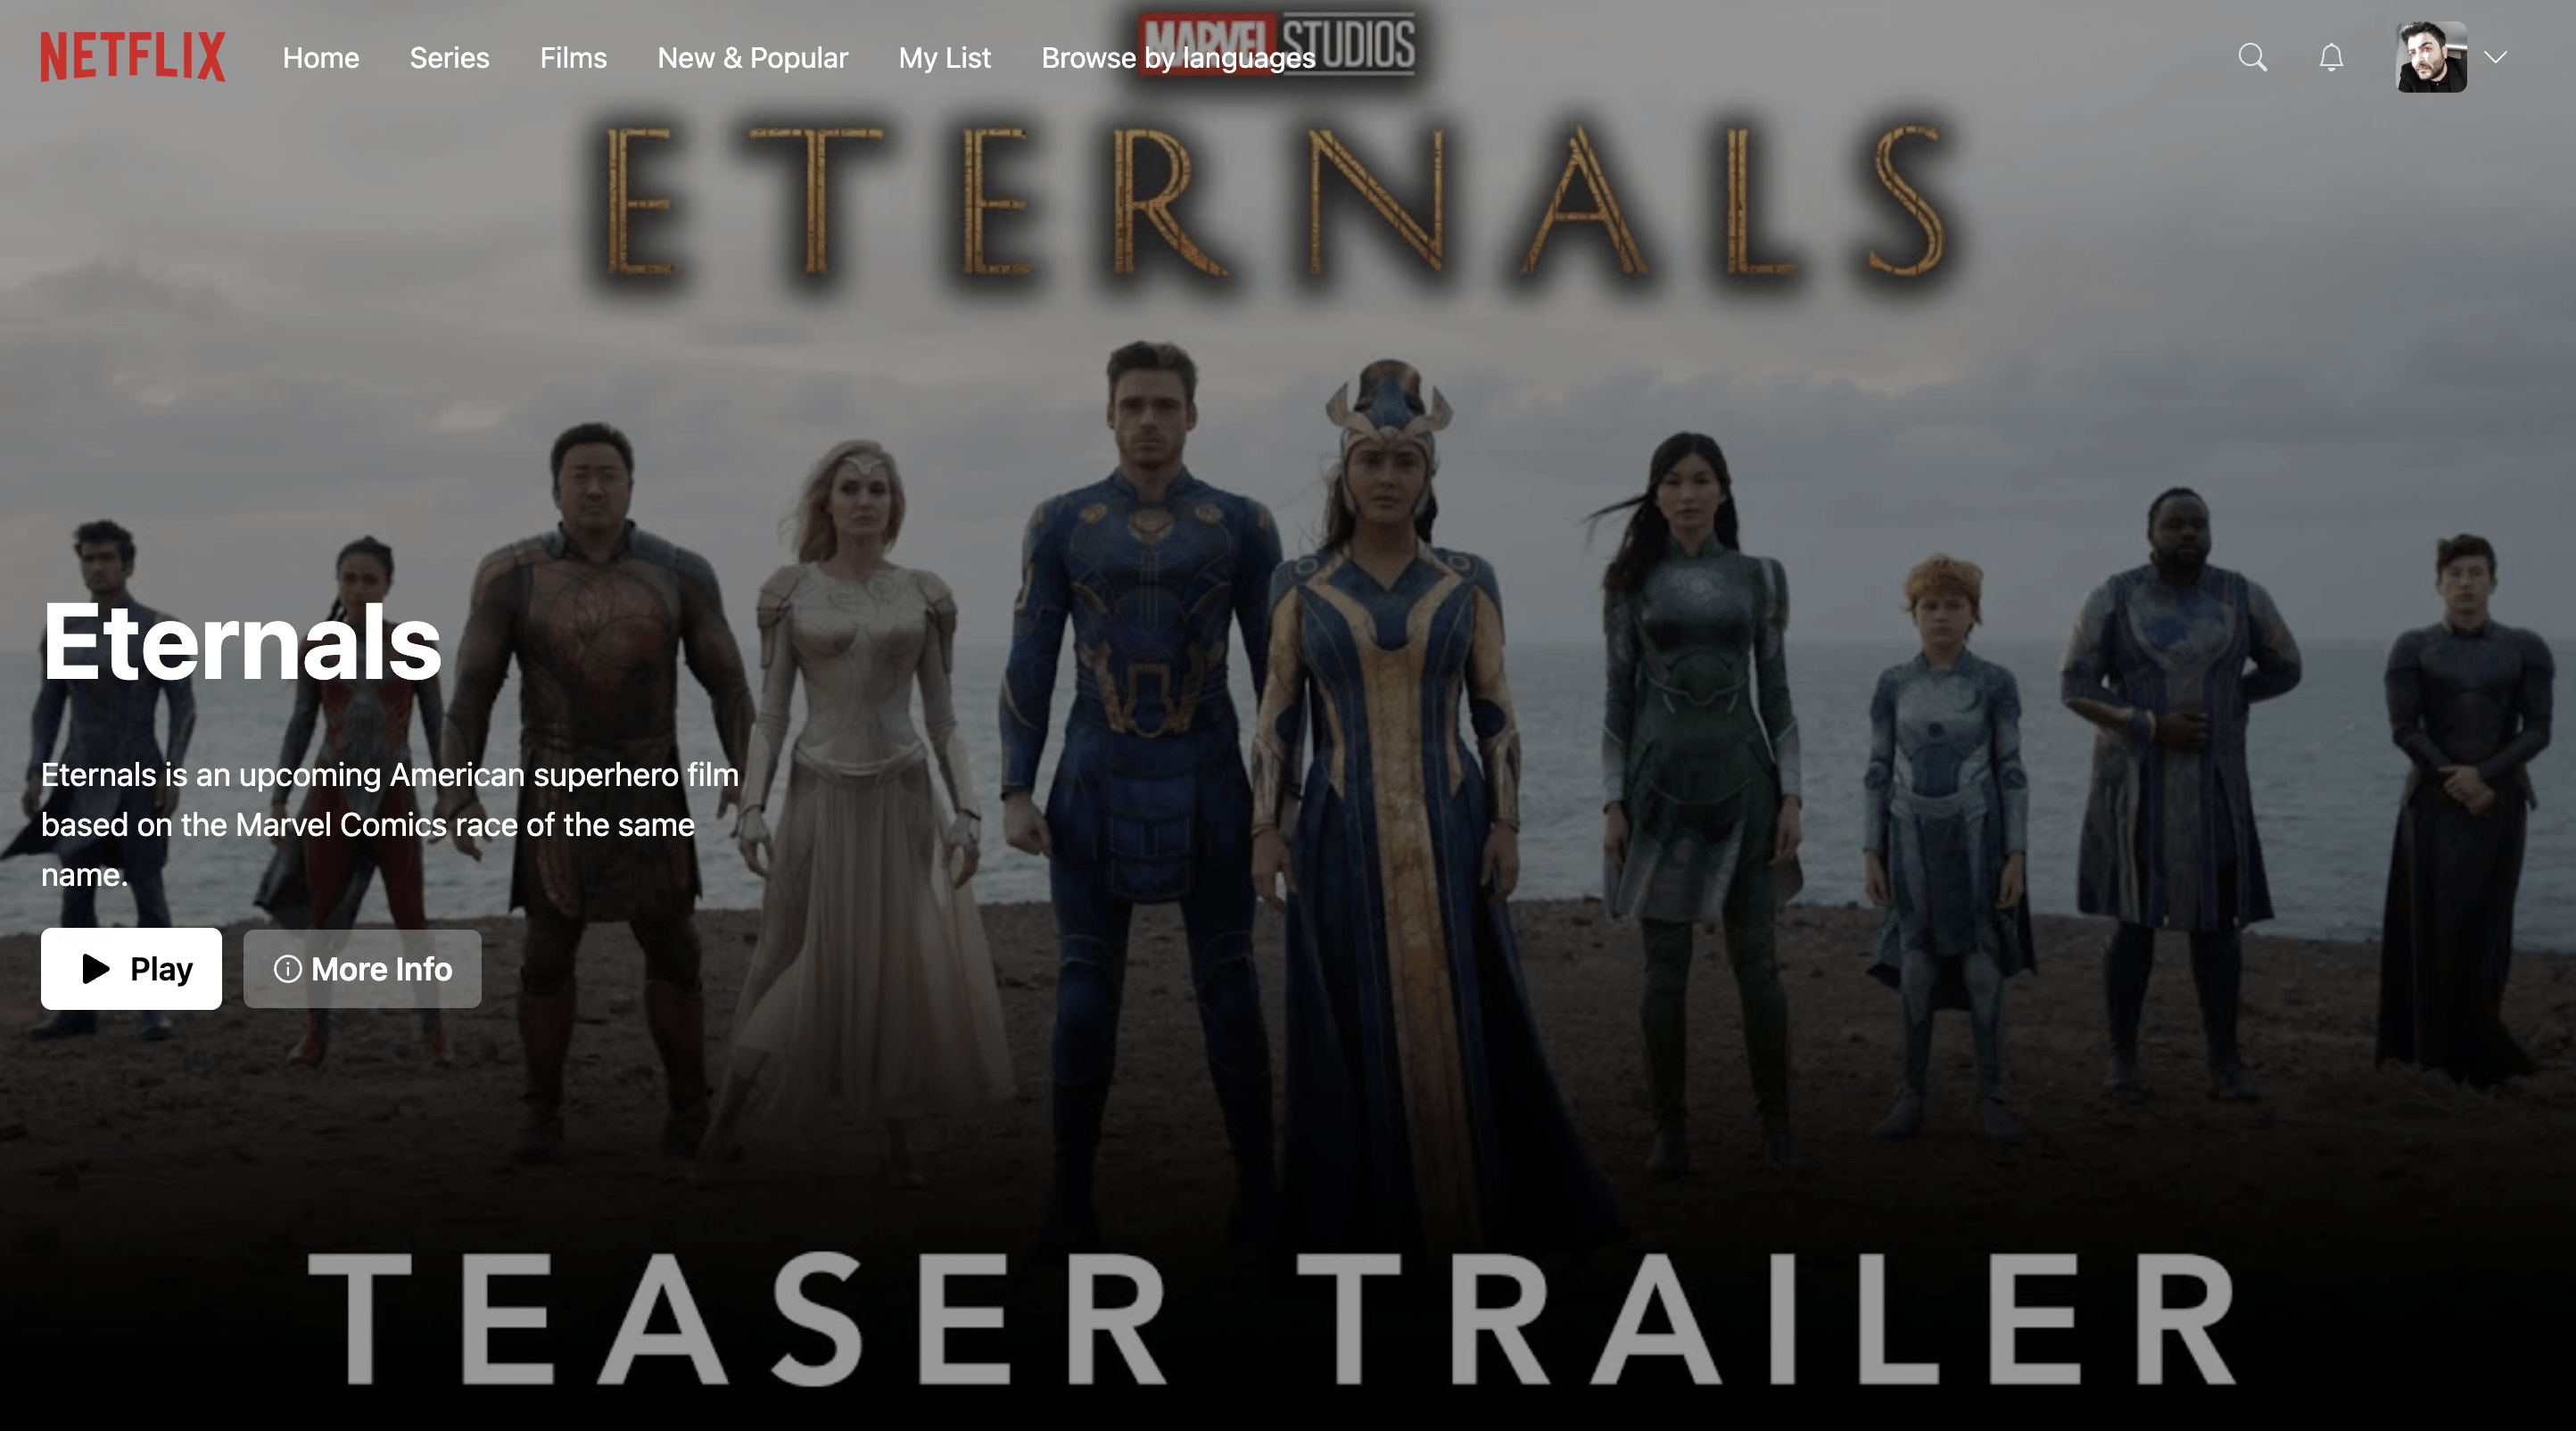 NETFLIX
Home
Series
Films
New & Popular
My List
Browse by languages
MARVEL STUDIOS
ETERNALS
Eternals
Eternals is an upcoming American superhero film
based on the Marvel Comics race of the same
name.
Play
More Info
TEASER TRAILER